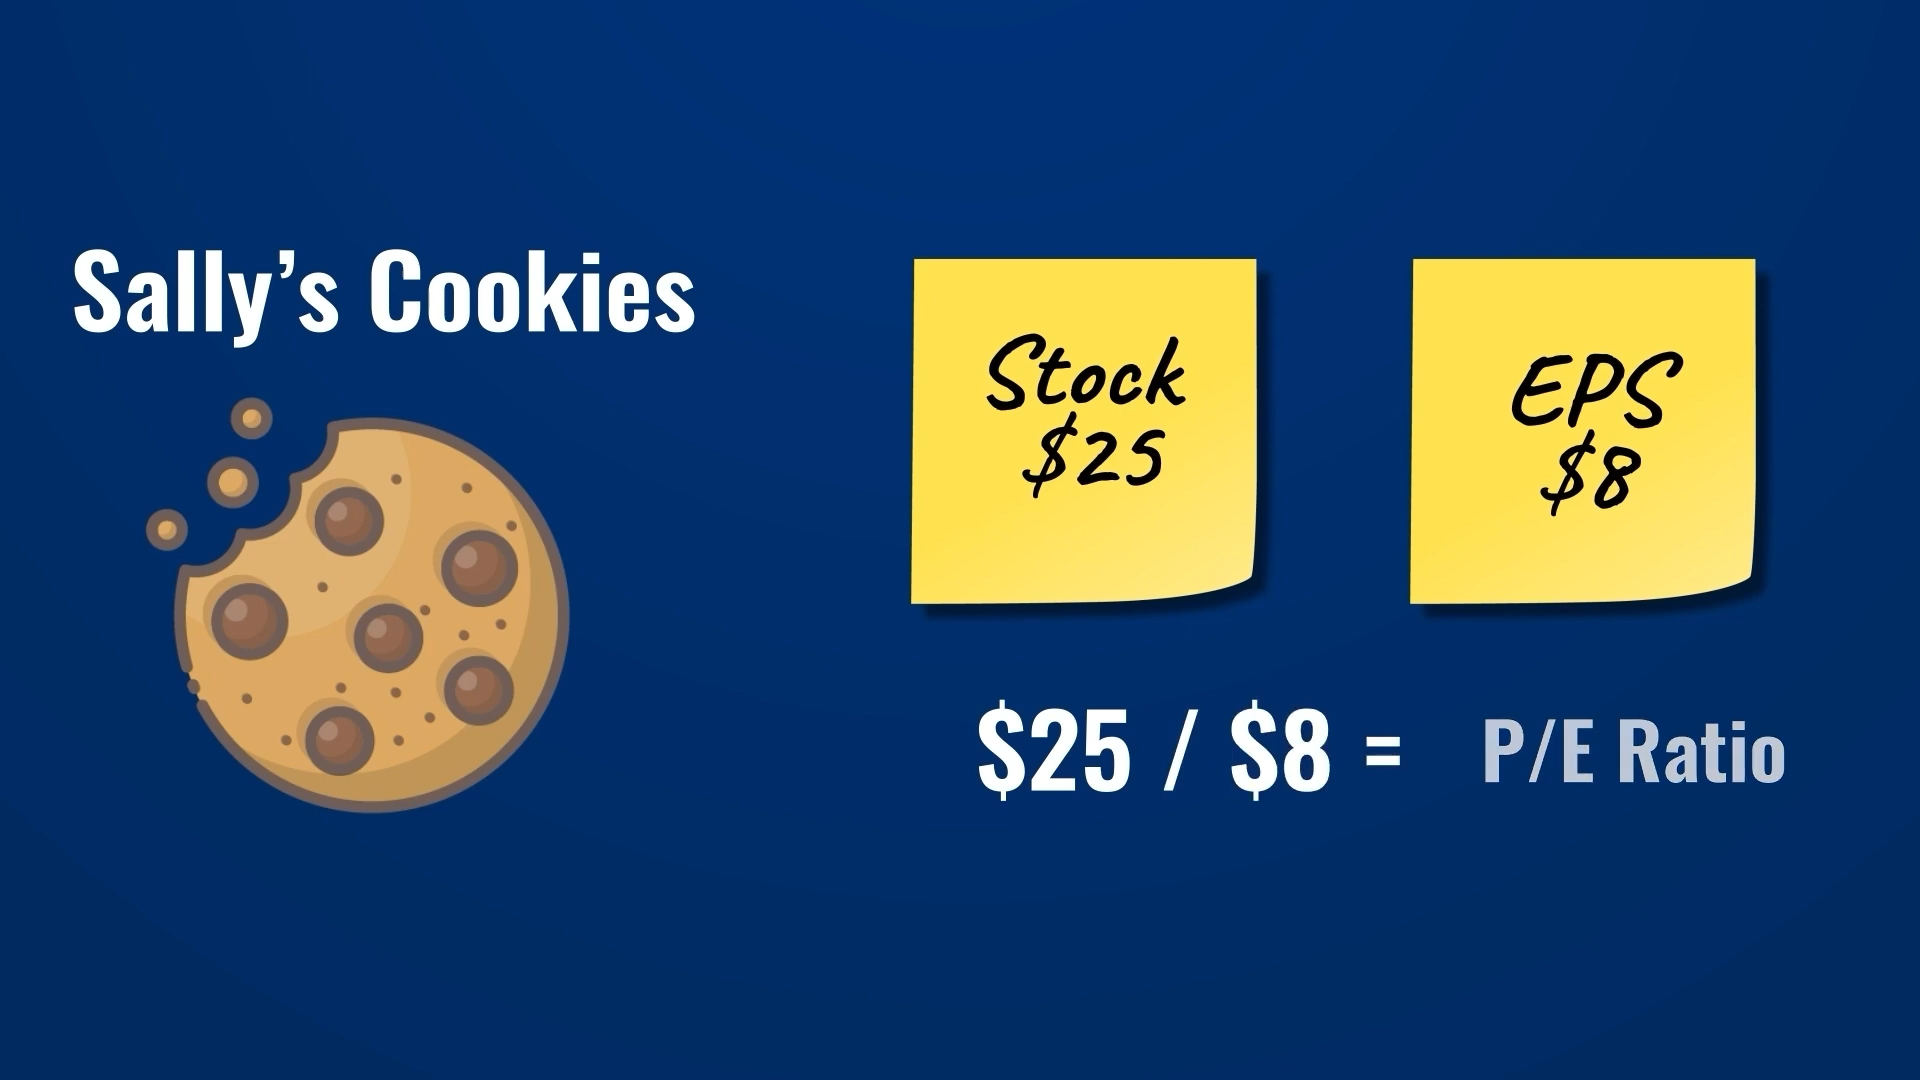 Sally’s Cookies
Stock
$25
EPS
$8
$25 / $8 = P/E Ratio